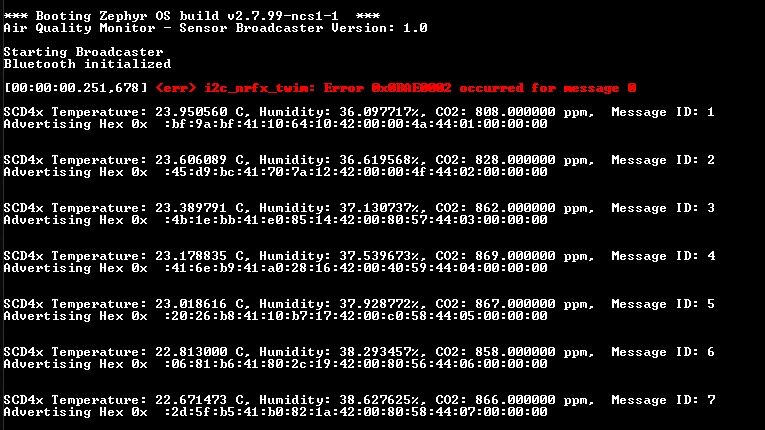 *** Booting Zephyr OS build v2.7.99-ncs1-1  ***
Air Quality Monitor - Sensor Broadcaster Version: 1.0
Starting Broadcaster
Bluetooth initialized
[00:00:00.251,678] <err> i2c_nrfx_twim: Error 0x0BAE0002 occurred for message 0
SCD4x Temperature: 23.950560 C, Humidity: 36.097717%, CO2: 808.000000 ppm,  Message ID: 1
Advertising Hex 0x  :bf:9a:bf:41:10:64:10:42:00:00:4a:44:01:00:00:00
SCD4x Temperature: 23.606089 C, Humidity: 36.619568%, CO2: 828.000000 ppm,  Message ID: 2
Advertising Hex 0x  :45:d9:bc:41:70:7a:12:42:00:00:4f:44:02:00:00:00
SCD4x Temperature: 23.389791 C, Humidity: 37.130737%, CO2: 862.000000 ppm,  Message ID: 3
Advertising Hex 0x  :4b:1e:bb:41:e0:85:14:42:00:80:57:44:03:00:00:00
SCD4x Temperature: 23.178835 C, Humidity: 37.539673%, CO2: 869.000000 ppm,  Message ID: 4
Advertising Hex 0x  :41:6e:b9:41:a0:28:16:42:00:40:59:44:04:00:00:00
SCD4x Temperature: 23.018616 C, Humidity: 37.928772%, CO2: 867.000000 ppm,  Message ID: 5
Advertising Hex 0x  :20:26:b8:41:10:b7:17:42:00:c0:58:44:05:00:00:00
SCD4x Temperature: 22.813000 C, Humidity: 38.293457%, CO2: 858.000000 ppm,  Message ID: 6
Advertising Hex 0x  :06:81:b6:41:80:2c:19:42:00:80:56:44:06:00:00:00
SCD4x Temperature: 22.671473 C, Humidity: 38.627625%, CO2: 866.000000 ppm,  Message ID: 7
Advertising Hex 0x  :2d:5f:b5:41:b0:82:1a:42:00:80:58:44:07:00:00:00